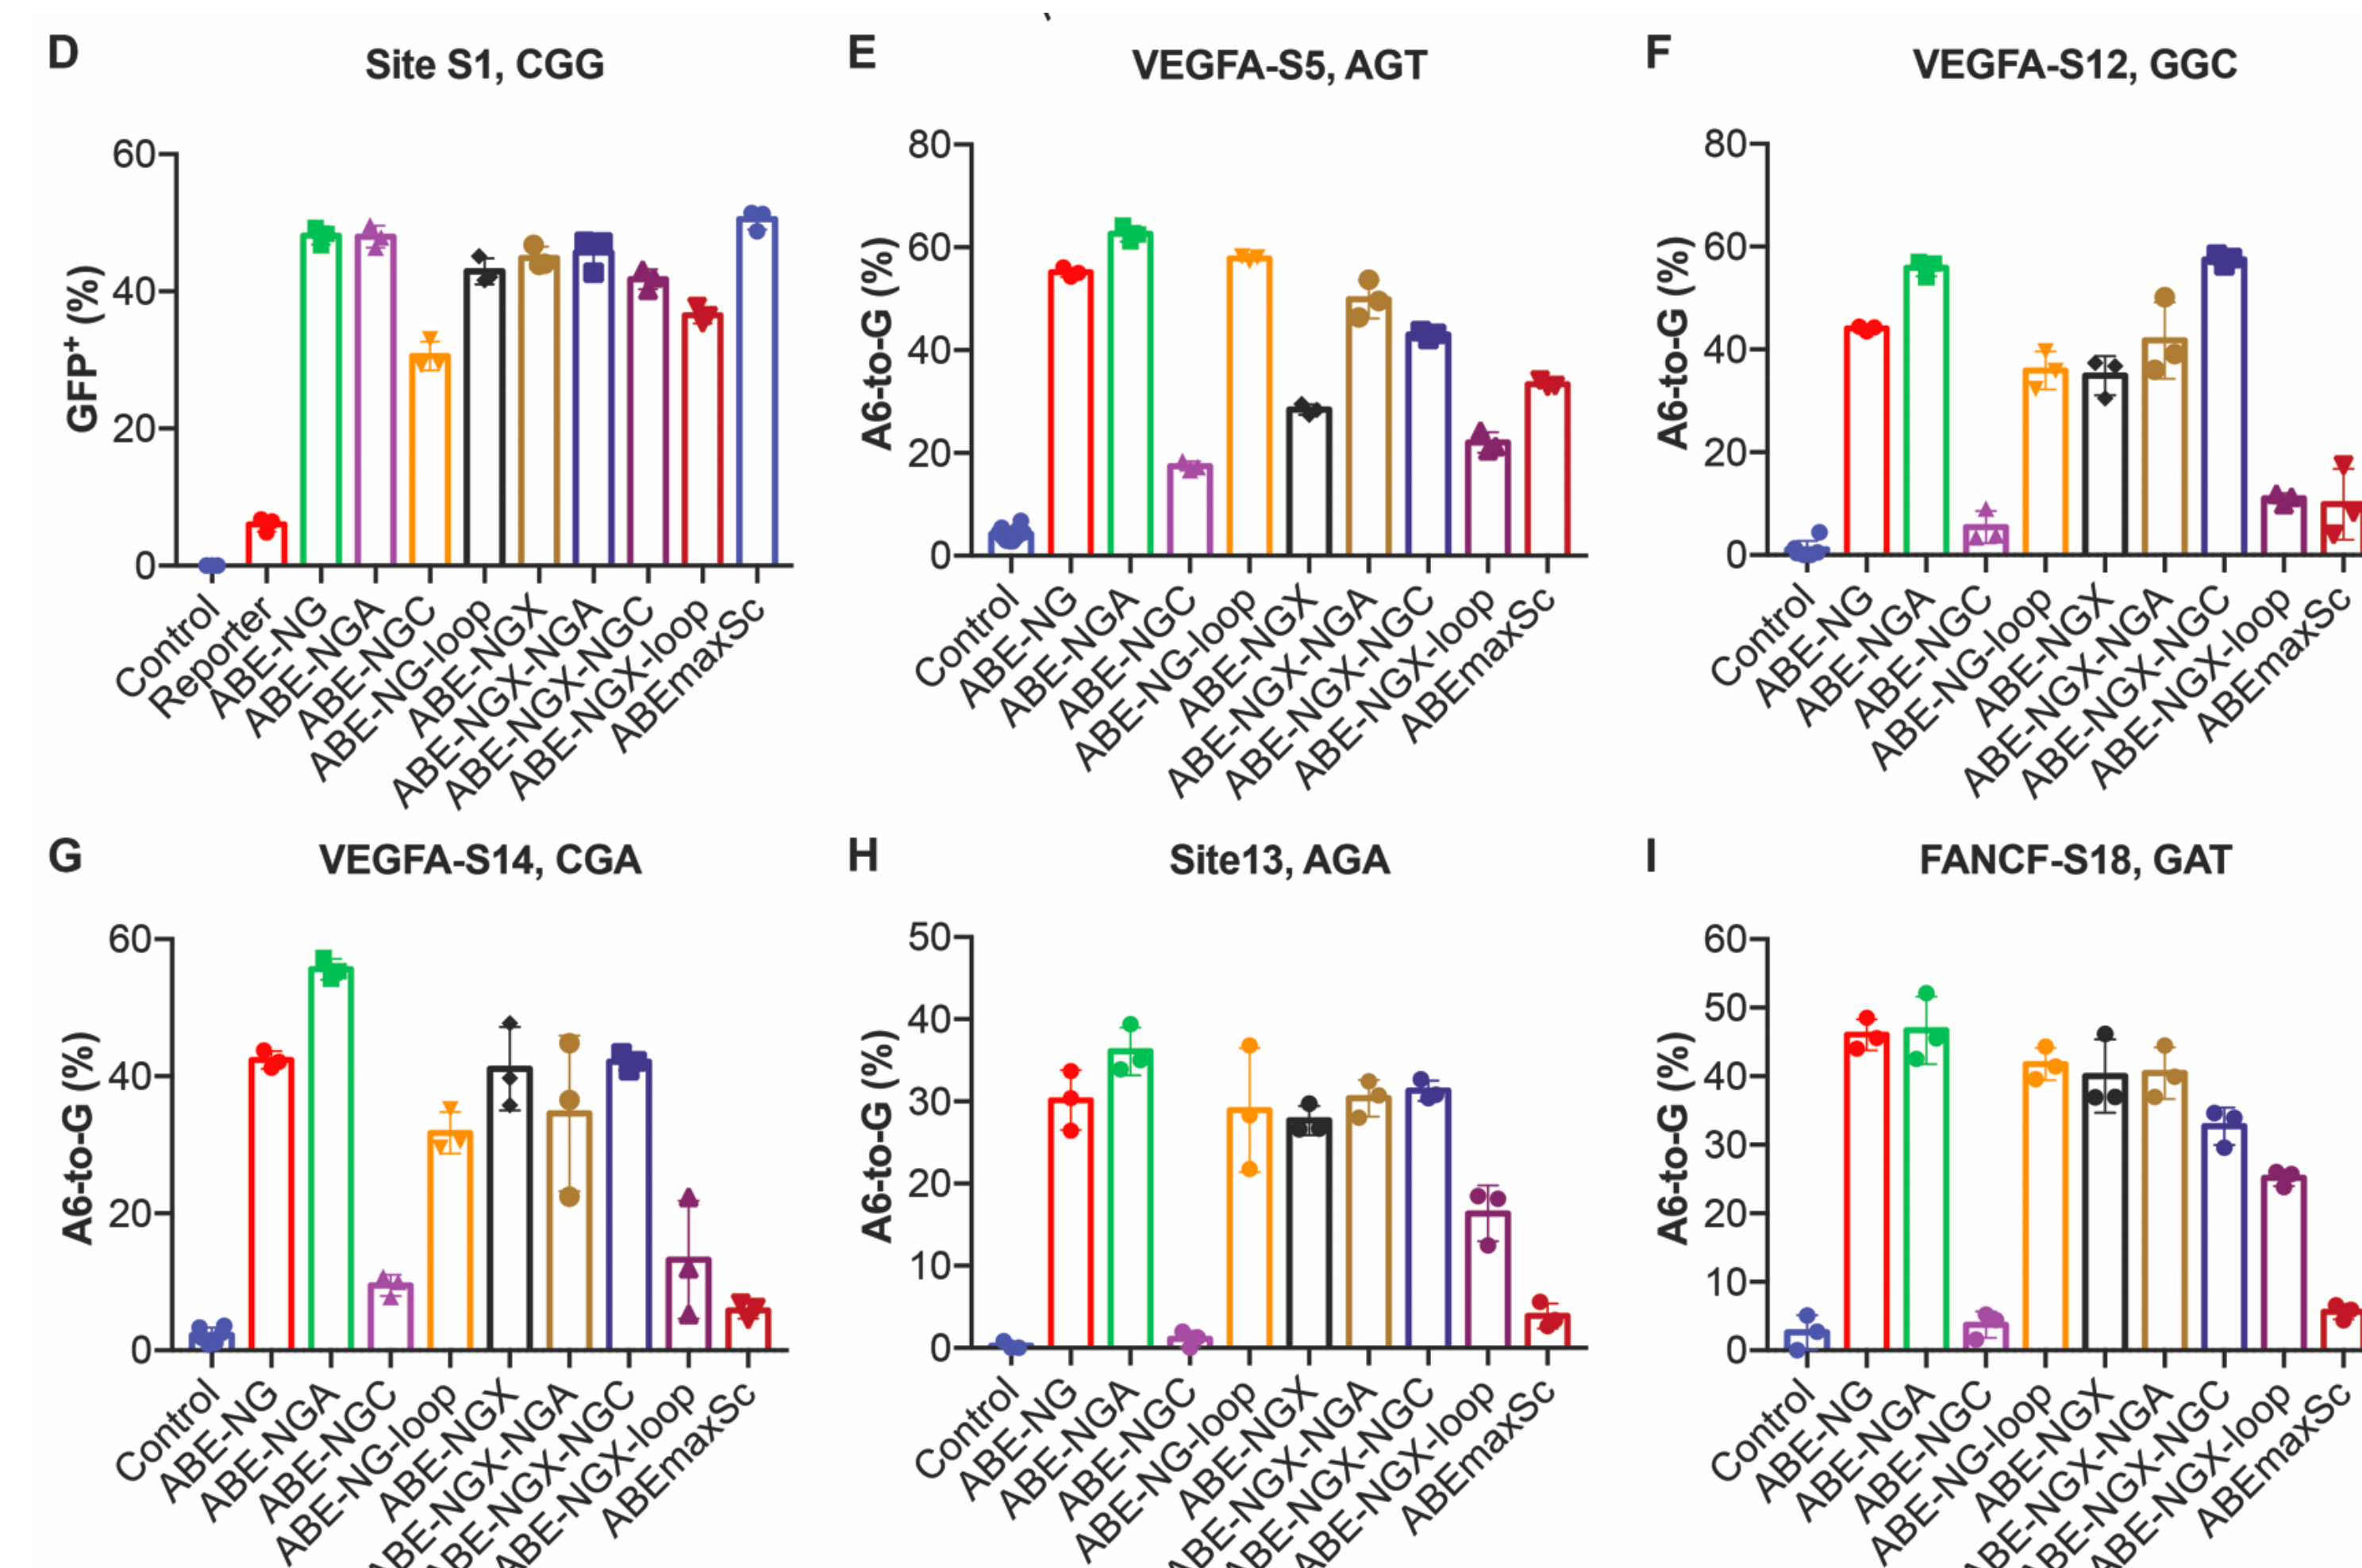 D
Site S1, CGG
GFP+ (%)
60
40
20
0
Control
Reporter
ABE-NG
ABE-NGA
ABE-NGC
ABE-NG-loop
ABE-NGX
ABE-NGX-NGA
ABE-NGX-NGC
ABE-NGX-loop
ABEmaxSc
E
VEGFA-S5, AGT
A6-to-G (%)
80
60
40
20
0
Control
ABE-NG
ABE-NGA
ABE-NGC
ABE-NG-loop
ABE-NGX
ABE-NGX-NGA
ABE-NGX-NGC
ABE-NGX-loop
ABEmaxSc
F
VEGFA-S12, GGC
A6-to-G (%)
80
60
40
20
0
Control
ABE-NG
ABE-NGA
ABE-NGC
ABE-NG-loop
ABE-NGX
ABE-NGX-NGA
ABE-NGX-NGC
ABE-NGX-loop
ABEmaxSc
G
VEGFA-S14, CGA
A6-to-G (%)
60
40
20
0
Control
ABE-NG
ABE-NGA
ABE-NGC
ABE-NG-loop
ABE-NGX
ABE-NGX-NGA
ABE-NGX-NGC
ABE-NGX-loop
ABEmaxSc
H
Site13, AGA
A6-to-G (%)
50
40
30
20
10
0
Control
ABE-NG
ABE-NGA
ABE-NGC
ABE-NG-loop
ABE-NGX
ABE-NGX-NGA
ABE-NGX-NGC
ABE-NGX-loop
ABEmaxSc
I
FANCF-S18, GAT
A6-to-G (%)
60
50
40
30
20
10
0
Control
ABE-NG
ABE-NGA
ABE-NGC
ABE-NG-loop
ABE-NGX
ABE-NGX-NGA
ABE-NGX-NGC
ABE-NGX-loop
ABEmaxSc